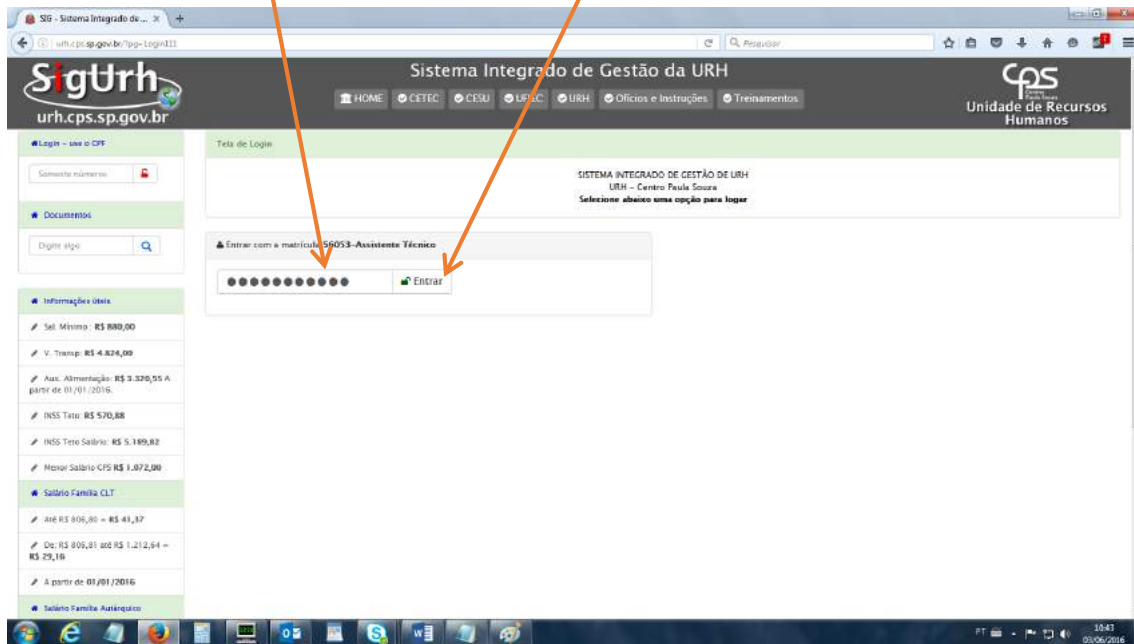 SIG - Sistema Integrado de...
urh.cps.sp.gov.br/?pg=Login111
Pesquisar
SigUrh
urh.cps.sp.gov.br
Sistema Integrado de Gestão da URH
HOME CETEC CESU UFIEC URH Ofícios e Instruções Treinamentos
CPS
Centro
Paula Souza
Unidade de Recursos
Humanos
Login – use o CPF
Somente números
Documentos
Digite algo
Informações úteis
Sal. Mínimo : R$ 880,00
V. Transp: R$ 4.824,00
Aux. Alimentação: R$ 3.320,55 A
partir de 01/01/2016.
INSS Teto: R$ 570,88
INSS Teto Salário: R$ 5.189,82
Menor Salário CPS R$ 1.072,00
Salário Família CLT
Até R$ 806,80 = R$ 41,37
De: R$ 806,81 até R$ 1.212,64 =
R$ 29,16
A partir de 01/01/2016
Salário Família Autárquico
Tela de Login
SISTEMA INTEGRADO DE GESTÃO DE URH
URH – Centro Paula Souza
Selecione abaixo uma opção para logar
Entrar com a matrícula 56053-Assistente Técnico
Entrar
PT
10:43
03/06/2016